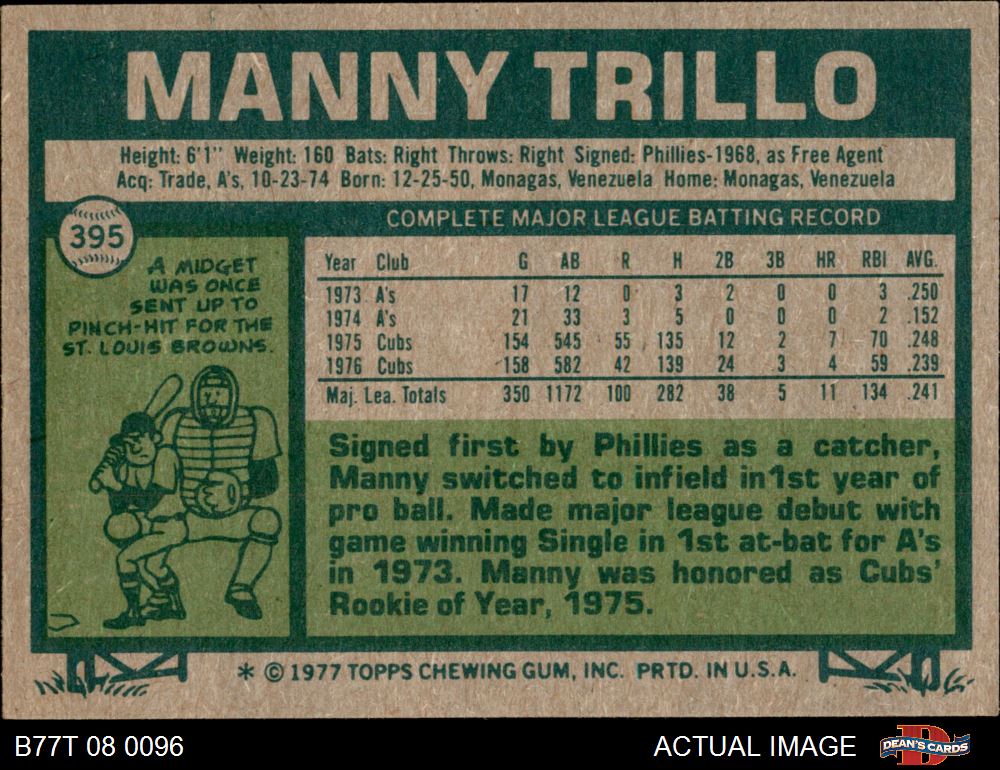 MANNY TRILLO
Height: 6'1" Weight: 160 Bats: Right Throws: Right Signed: Phillies-1968, as Free Agent
Acq: Trade, A's, 10-23-74 Born: 12-25-50, Monagas, Venezuela Home: Monagas, Venezuela
395
A MIDGET
WAS ONCE
SENT UP TO
PINCH-HIT FOR THE
ST. LOUIS BROWNS.
COMPLETE MAJOR LEAGUE BATTING RECORD
Year Club G AB R H 2B 3B HR RBI AVG.
1973 A's 17 12 0 3 2 0 0 3 .250
1974 A's 21 33 3 5 0 0 0 2 .152
1975 Cubs 154 545 55 135 12 2 7 70 .248
1976 Cubs 158 582 42 139 24 3 4 59 .239
Maj. Lea. Totals 350 1172 100 282 38 5 11 134 .241
Signed first by Phillies as a catcher,
Manny switched to infield in 1st year of
pro ball. Made major league debut with
game winning Single in 1st at-bat for A's
in 1973. Manny was honored as Cubs'
Rookie of Year, 1975.
* © 1977 TOPPS CHEWING GUM, INC. PRTD. IN U.S.A.
B77T 08 0096
ACTUAL IMAGE
DEAN'S CARDS